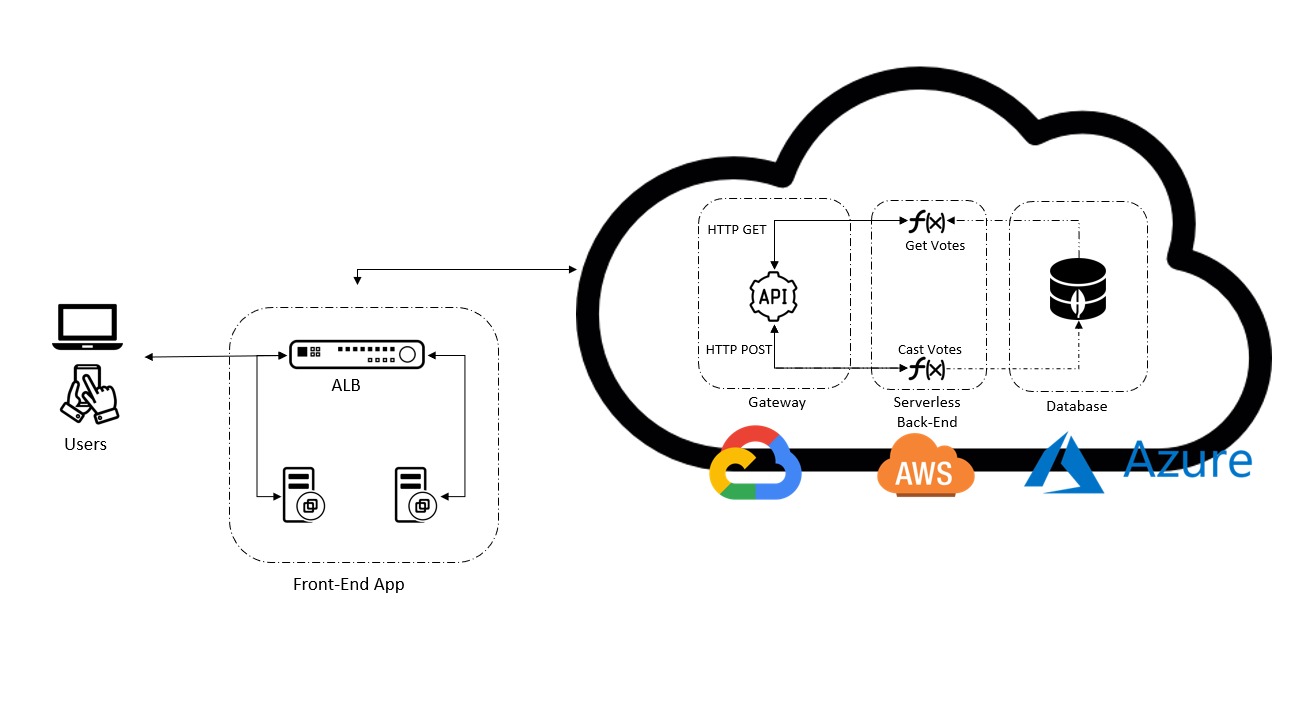 HTTP GET
f(x)
Get Votes
API
HTTP POST
Cast Votes
f(x)
Gateway
Serverless
Back-End
Database
ALB
Users
AWS
Azure
Front-End App